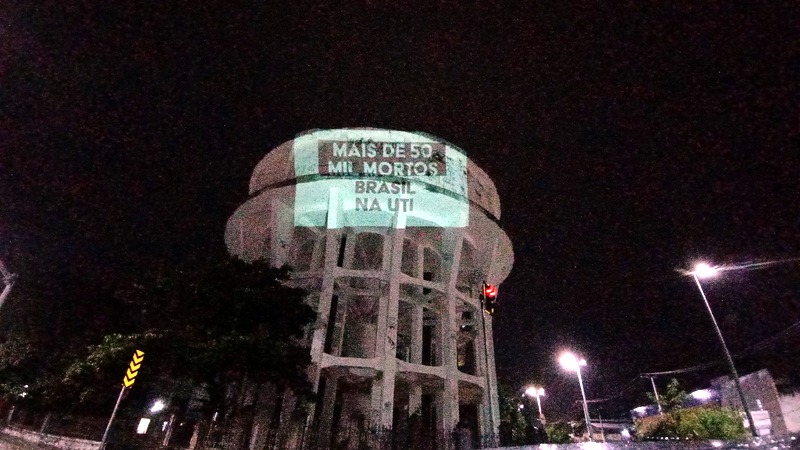 MAIS DE 50
MIL MORTOS
BRASIL
NA UTI